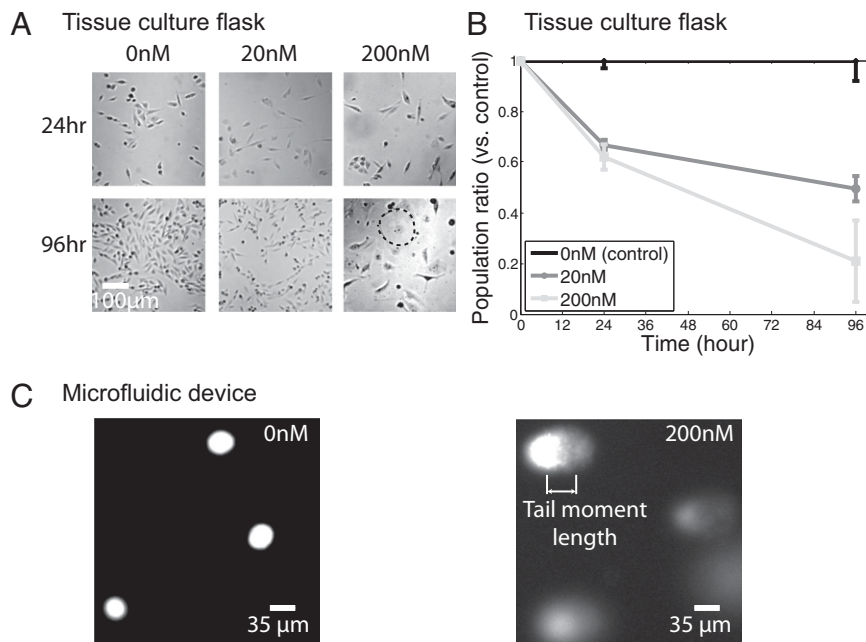 A Tissue culture flask
0nM 20nM 200nM
24hr
96hr
100μm
B Tissue culture flask
Population ratio (vs. control)
1
0.8
0.6
0.4
0.2
0
0nM (control)
20nM
200nM
0 12 24 36 48 60 72 84 96
Time (hour)
C Microfluidic device
0nM
35 μm
200nM
Tail moment
length
35 μm